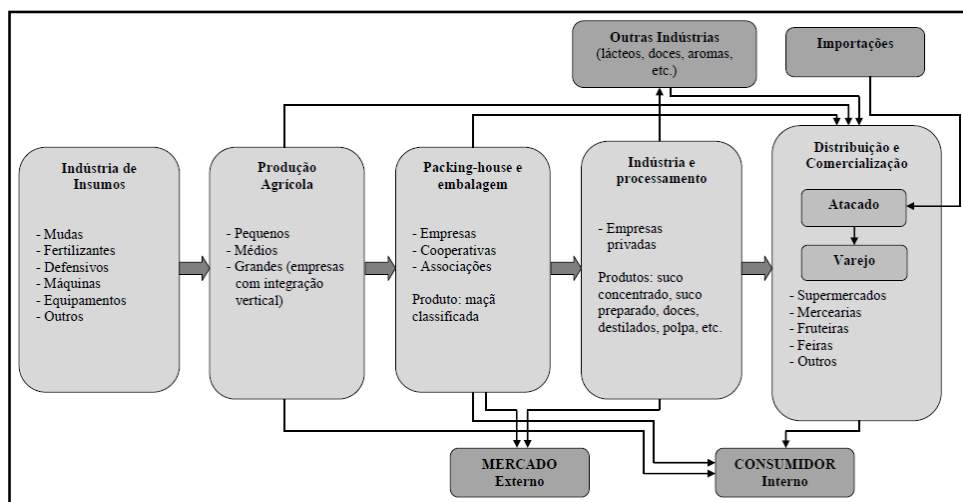 Outras Indústrias
(lácteos, doces, aromas,
etc.)
Importações
Indústria de
Insumos
- Mudas
- Fertilizantes
- Defensivos
- Máquinas
- Equipamentos
- Outros
Produção
Agrícola
- Pequenos
- Médios
- Grandes (empresas
com integração
vertical)
Packing-house e
embalagem
- Empresas
- Cooperativas
- Associações
Produto: maçã
classificada
Indústria e
processamento
- Empresas
privadas
Produtos: suco
concentrado, suco
preparado, doces,
destilados, polpa, etc.
Distribuição e
Comercialização
Atacado
Varejo
- Supermercados
- Mercearias
- Fruteiras
- Feiras
- Outros
MERCADO
Externo
CONSUMIDOR
Interno